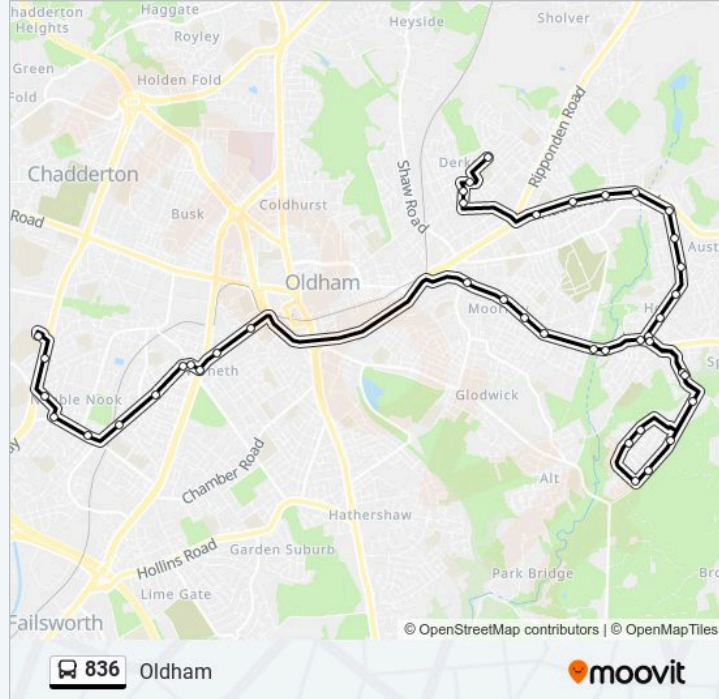 hadderton
Heights
Haggate
Royley
Heyside
Sholver
Green
Fold
Holden Fold
Chadderton
Shaw Road
Derk
Ripponden Road
Road
Busk
Coldhurst
Aust
Oldham
Moor
He
Nimble Nook
neth
Glodwick
Sp
Chamber Road
Alt
Hathershaw
Hollins Road
Garden Suburb
Park Bridge
Bro
Lime Gate
Failsworth
© OpenStreetMap contributors | © OpenMapTiles
836 Oldham
moovit